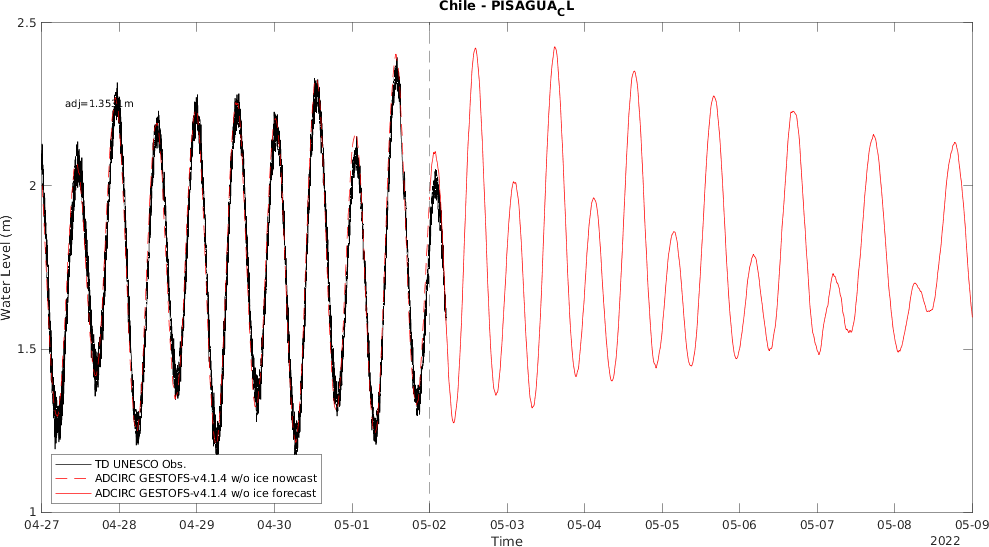 Chile - PISAGUA_CL
2.5
2
1.5
1
Water Level (m)
adj=1.3531m
TD UNESCO Obs.
ADCIRC GESTOFS-v4.1.4 w/o ice nowcast
ADCIRC GESTOFS-v4.1.4 w/o ice forecast
04-27 04-28 04-29 04-30 05-01 05-02 05-03 05-04 05-05 05-06 05-07 05-08 05-09
Time
2022